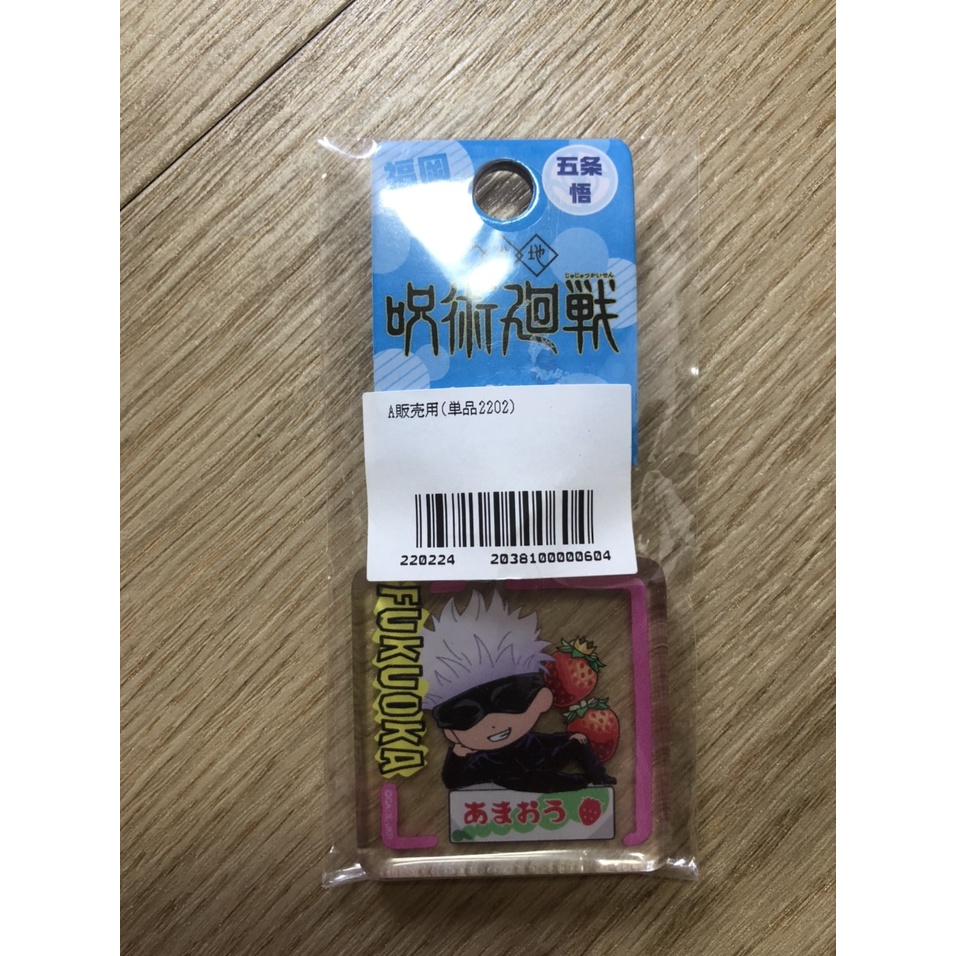 福岡
五条
悟
地
じゅじゅつかいせん
呪術廻戦
A販売用(単品2202)
220224 2038100000604
FUKUOKA
あまおう